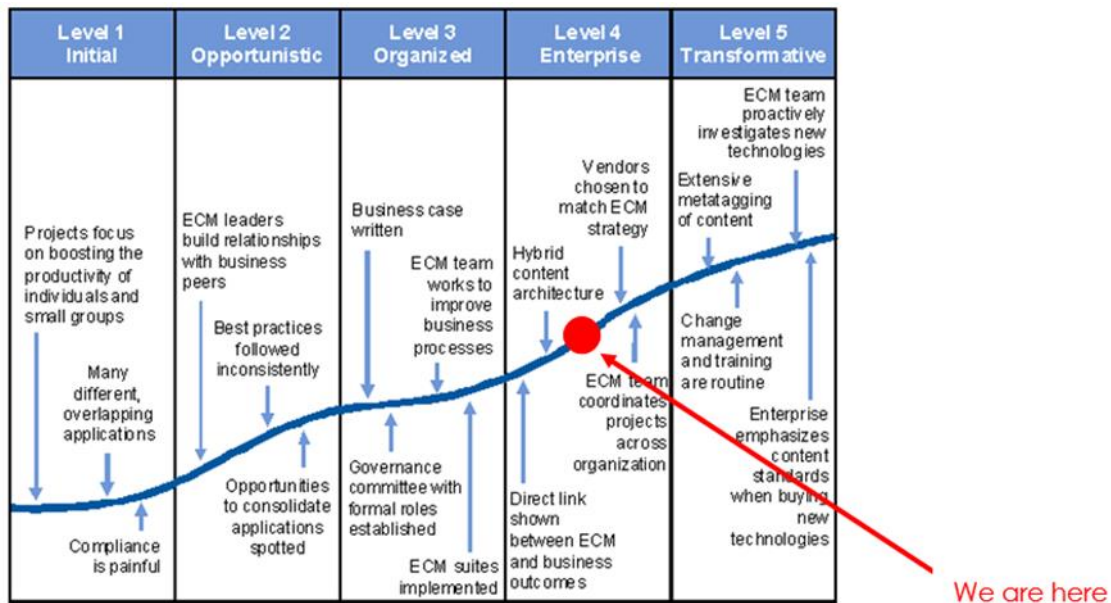 Level 1
Initial
Level 2
Opportunistic
Level 3
Organized
Level 4
Enterprise
Level 5
Transformative
Projects focus
on boosting the
productivity of
individuals and
small groups
Many
different,
overlapping
applications
Compliance
is painful
ECM leaders
build relationships
with business
peers
Best practices
followed
inconsistently
Opportunities
to consolidate
applications
spotted
Business case
written
ECM team
works to
improve
business
processes
Governance
committee with
formal roles
established
ECM suites
implemented
Vendors
chosen to
match ECM
strategy
Hybrid
content
architecture
ECM team
coordinates
projects
across
organization
Direct link
shown
between ECM
and business
outcomes
ECM team
proactively
investigates new
technologies
Extensive
metatagging
of content
Change
management
and training
are routine
Enterprise
emphasizes
content
standards
when buying
new
technologies
We are here